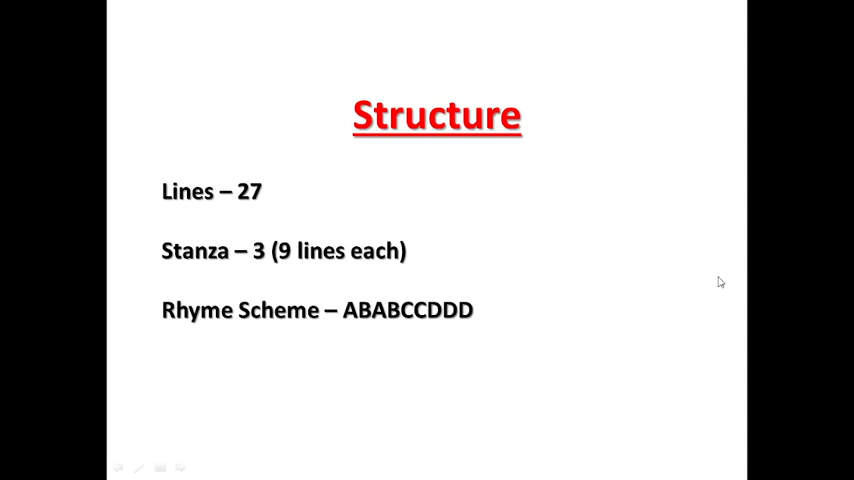 Structure
Lines – 27
Stanza – 3 (9 lines each)
Rhyme Scheme – ABABCCDDD